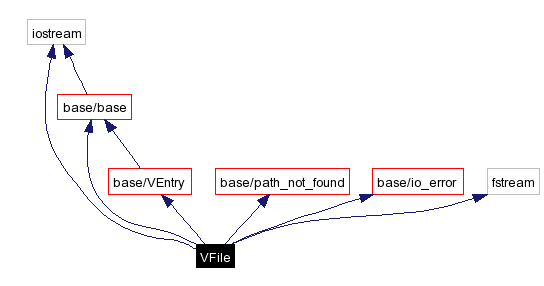 iostream
base/base
base/VEntry
base/path_not_found
base/io_error
fstream
VFile